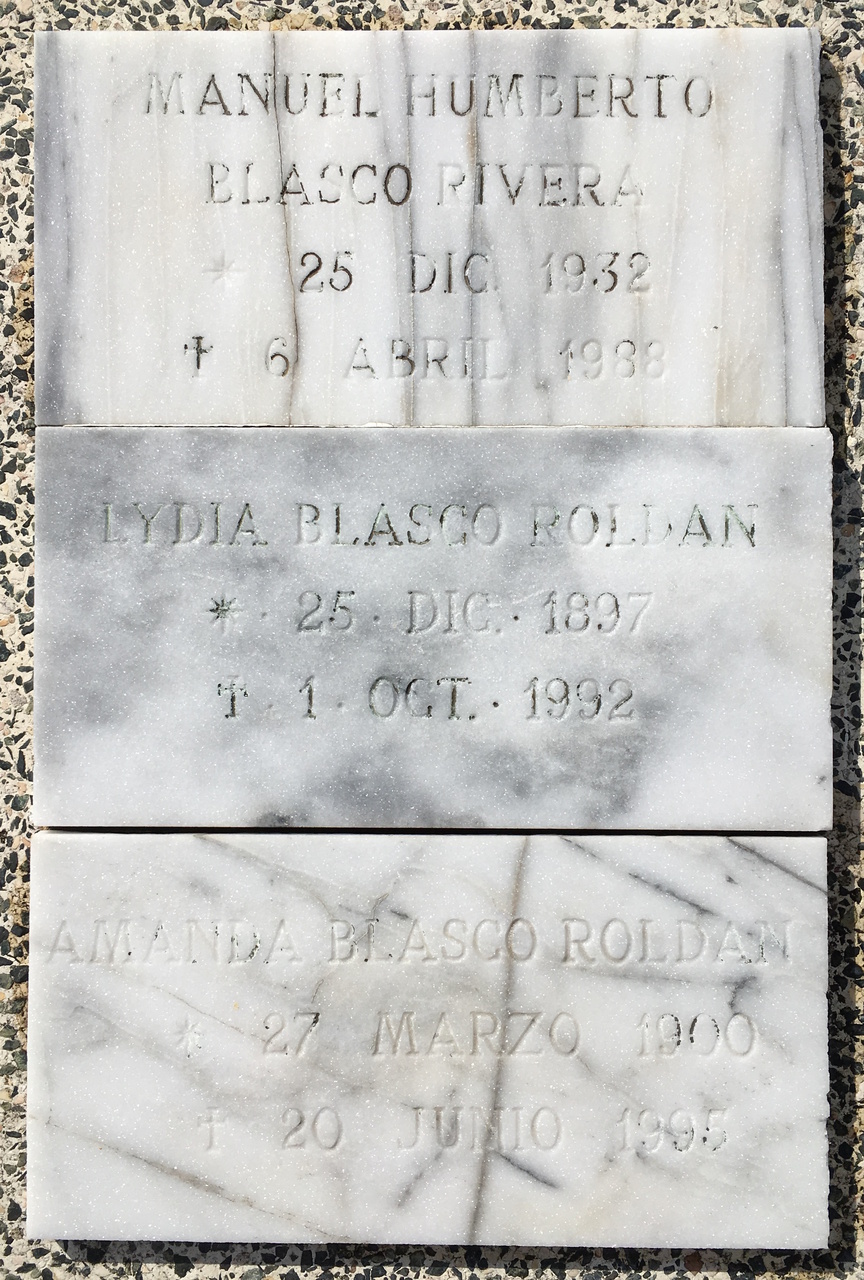 MANUEL HUMBERTO
BLASCO RIVERA
* 25 DIC. 1932
✝ 6 ABRIL 1988
LYDIA BLASCO ROLDAN
* · 25 · DIC. · 1897
✝ · 1 · OCT. · 1992
AMANDA BLASCO ROLDAN
* 27 MARZO 1900
✝ 20 JUNIO 1995